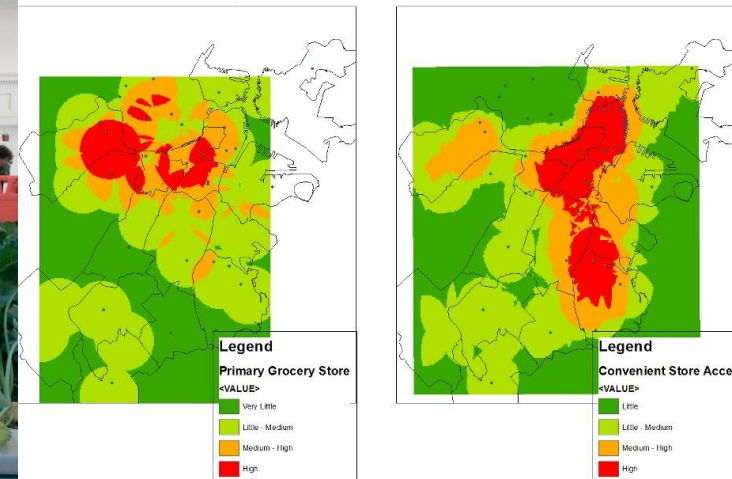 Legend
Primary Grocery Store
<VALUE>
Very Little
Little - Medium
Medium - High
High
Legend
Convenient Store Acce
<VALUE>
Little
Little - Medium
Medium - High
High